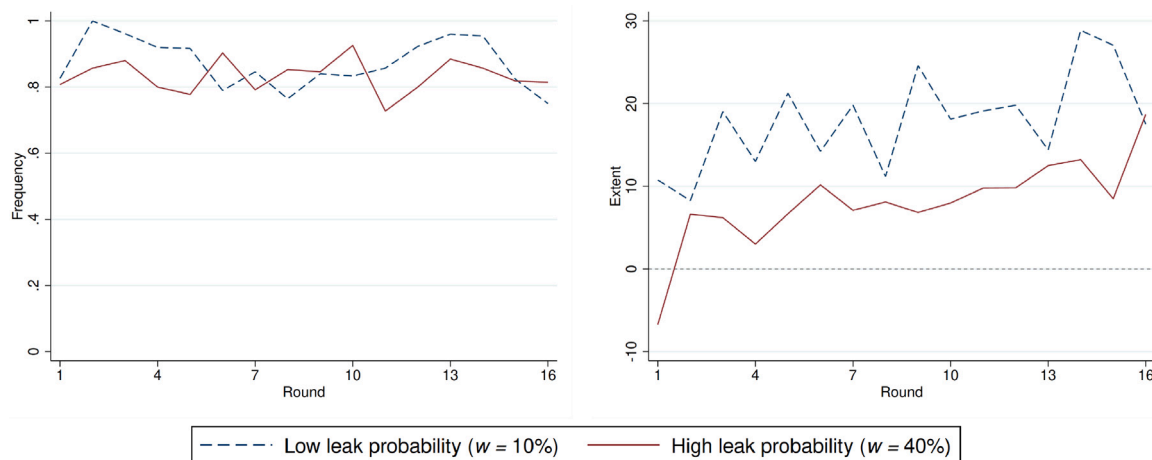 1
.8
.6
.4
.2
0
Frequency
1 4 7 10 13 16
Round
30
20
10
0
-10
Extent
1 4 7 10 13 16
Round
Low leak probability (w = 10%) High leak probability (w = 40%)